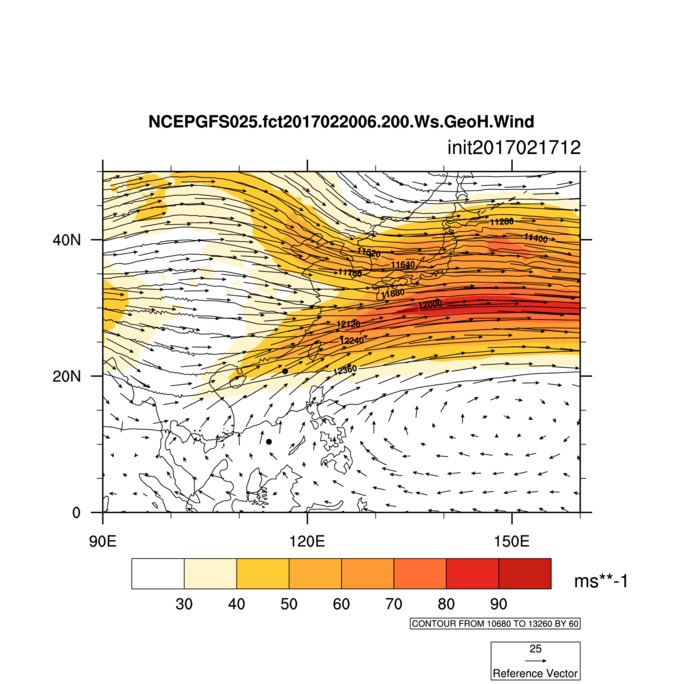 NCEPGFS025.fct2017022006.200.Ws.GeoH.Wind
init2017021712
11280
11400
40N
11520
11640
11760
11880
12000
12120
12240
12360
20N
0
90E 120E 150E
30 40 50 60 70 80 90
ms**-1
CONTOUR FROM 10680 TO 13260 BY 60
25
Reference Vector